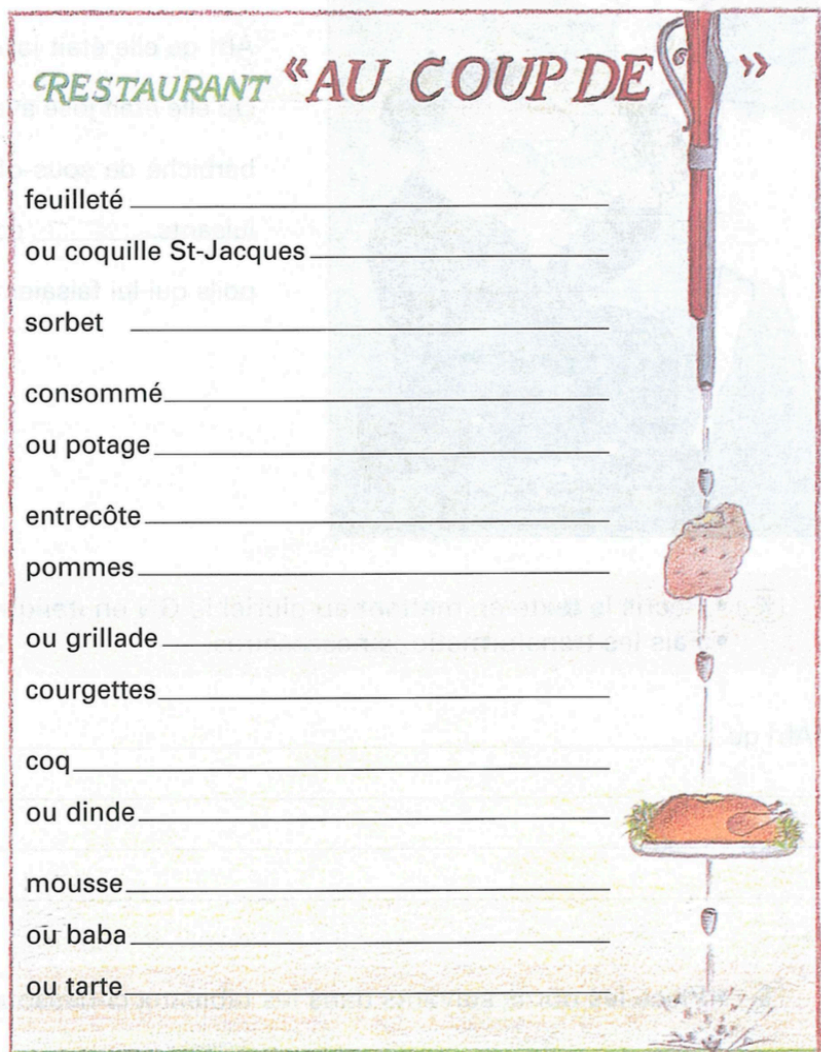 RESTAURANT «AU COUP DE »
feuilleté
ou coquille St-Jacques
sorbet
consommé
ou potage
entrecôte
pommes
ou grillade
courgettes
coq
ou dinde
mousse
ou baba
ou tarte